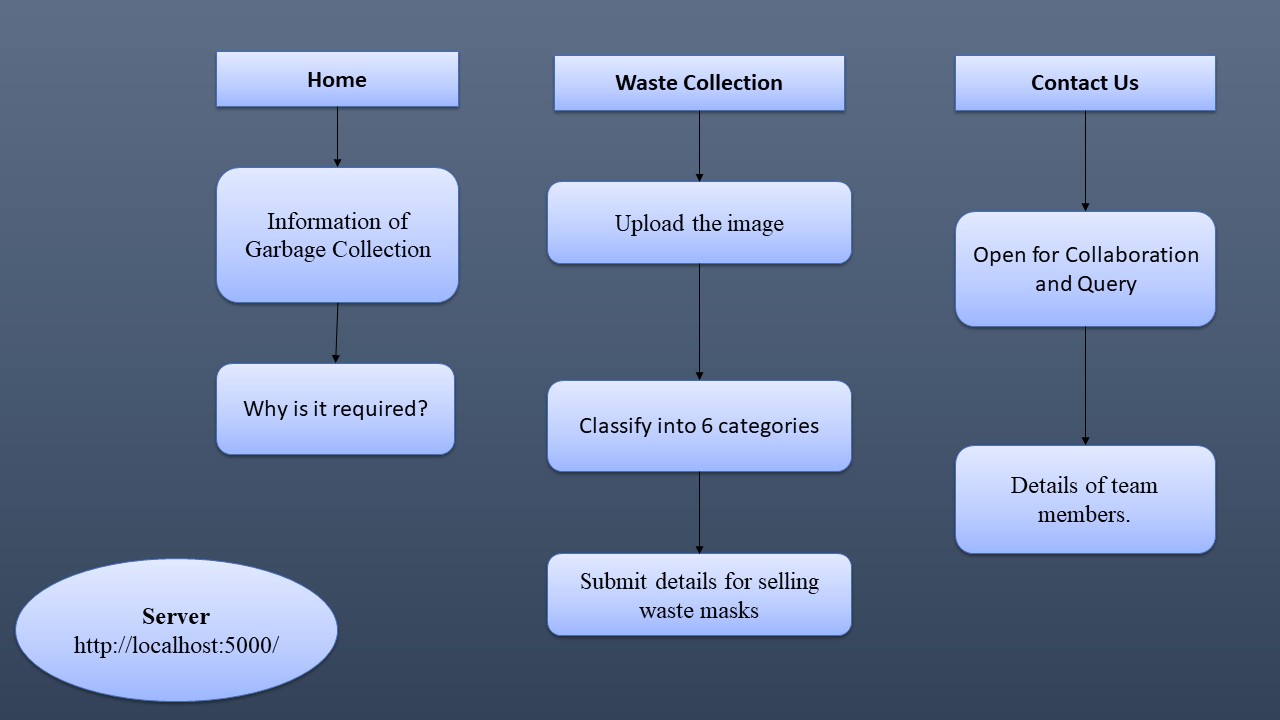 Home
Information of
Garbage Collection
Why is it required?
Waste Collection
Upload the image
Classify into 6 categories
Submit details for selling
waste masks
Contact Us
Open for Collaboration
and Query
Details of team
members.
Server
http://localhost:5000/